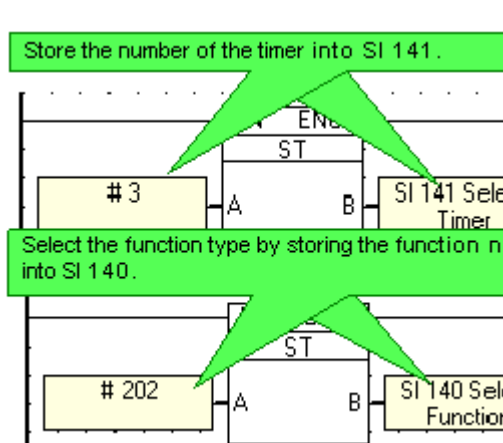 Store the number of the timer into SI 141.
ST
# 3
A
B
SI 141
Timer
Select the function type by storing the function
into SI 140.
ST
# 202
A
B
SI 140